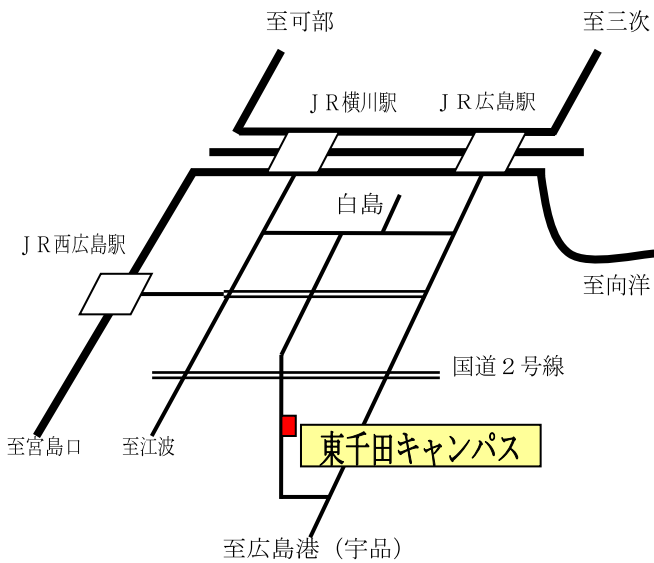 至可部
至三次
ＪＲ横川駅
ＪＲ広島駅
白島
ＪＲ西広島駅
至向洋
国道２号線
東千田キャンパス
至宮島口
至江波
至広島港（宇品）